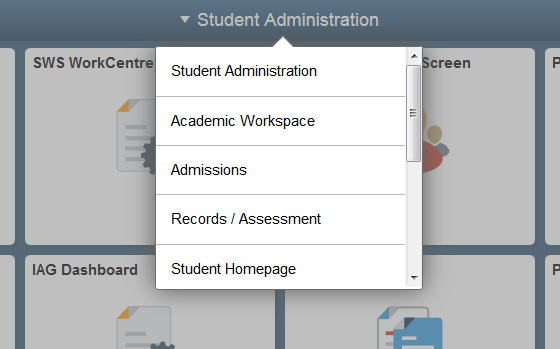 Student Administration
SWS WorkCentre
Screen
P
Student Administration
Academic Workspace
Admissions
Records / Assessment
Student Homepage
IAG Dashboard
P